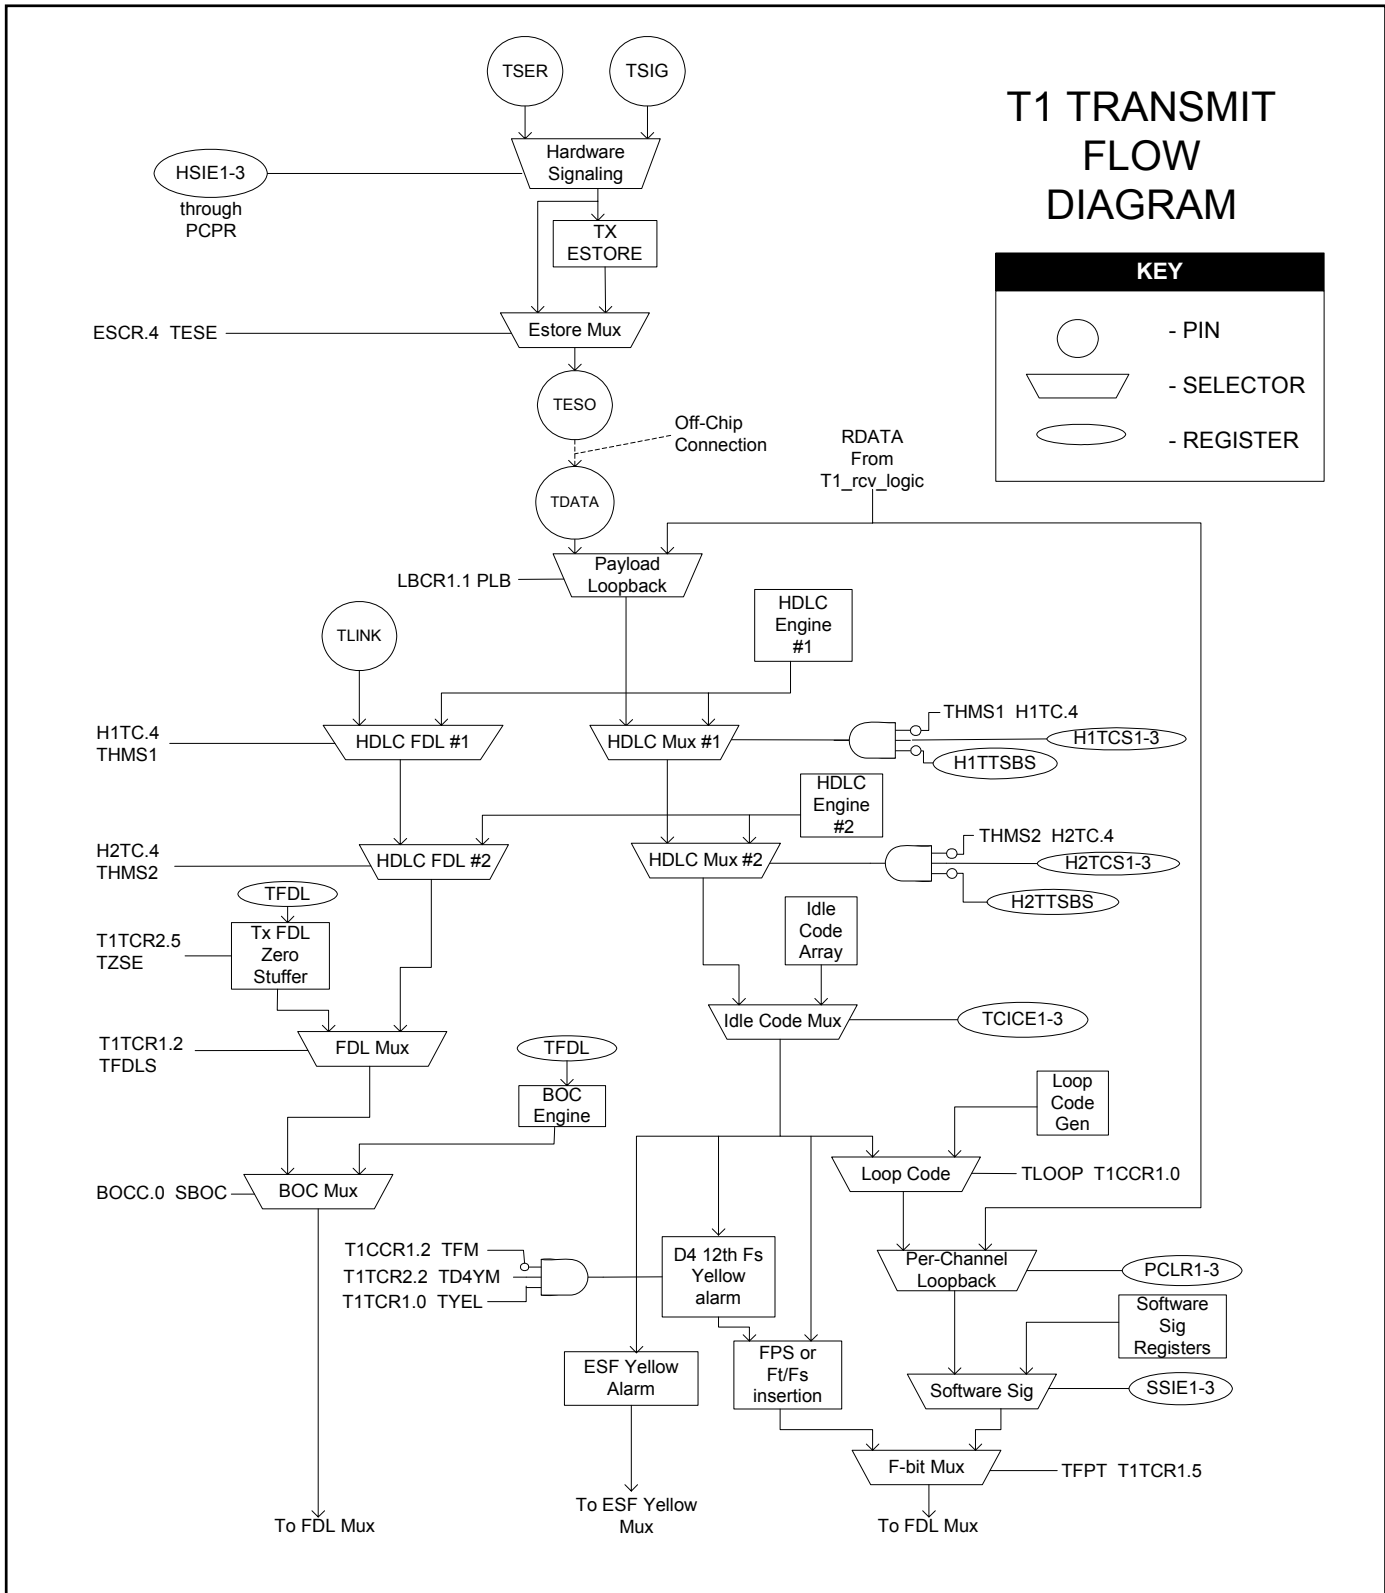 TSER
TSIG
T1 TRANSMIT
FLOW
DIAGRAM
Hardware
Signaling
HSIE1-3
through
PCPR
TX
ESTORE
KEY
- PIN
- SELECTOR
- REGISTER
ESCR.4 TESE
Estore Mux
TESO
Off-Chip
Connection
RDATA
From
T1_rcv_logic
TDATA
LBCR1.1 PLB
Payload
Loopback
HDLC
Engine
#1
TLINK
H1TC.4
THMS1
HDLC FDL #1
HDLC Mux #1
THMS1 H1TC.4
H1TCS1-3
H1TTSBS
HDLC
Engine
#2
H2TC.4
THMS2
HDLC FDL #2
HDLC Mux #2
THMS2 H2TC.4
H2TCS1-3
H2TTSBS
TFDL
T1TCR2.5
TZSE
Tx FDL
Zero
Stuffer
Idle
Code
Array
Idle Code Mux
TCICE1-3
T1TCR1.2
TFDLS
FDL Mux
TFDL
BOC
Engine
Loop
Code
Gen
BOCC.0 SBOC
BOC Mux
Loop Code
TLOOP T1CCR1.0
T1CCR1.2 TFM
T1TCR2.2 TD4YM
T1TCR1.0 TYEL
D4 12th Fs
Yellow
alarm
Per-Channel
Loopback
PCLR1-3
Software
Sig
Registers
ESF Yellow
Alarm
FPS or
Ft/Fs
insertion
Software Sig
SSIE1-3
F-bit Mux
TFPT T1TCR1.5
To FDL Mux
To ESF Yellow
Mux
To FDL Mux